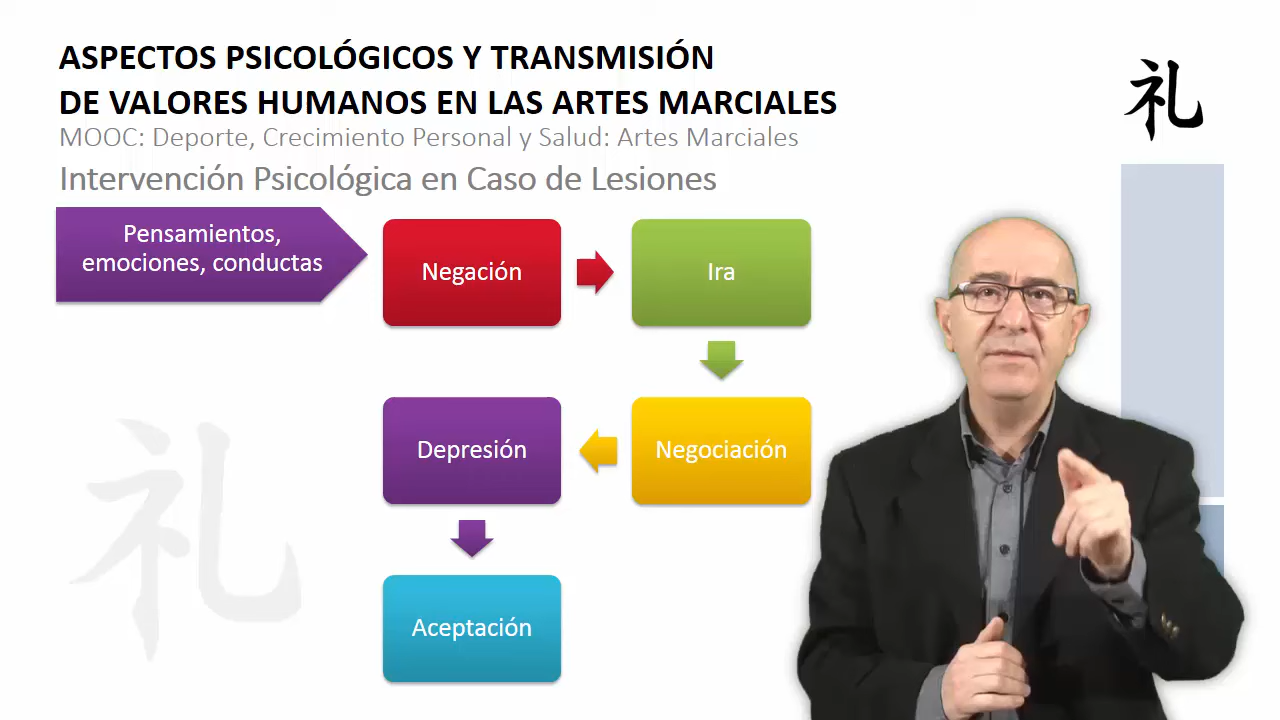 ASPECTOS PSICOLÓGICOS Y TRANSMISIÓN
DE VALORES HUMANOS EN LAS ARTES MARCIALES
MOOC: Deporte, Crecimiento Personal y Salud: Artes Marciales
Intervención Psicológica en Caso de Lesiones
礼
Pensamientos,
emociones, conductas
Negación
Ira
Negociación
Depresión
Aceptación
礼